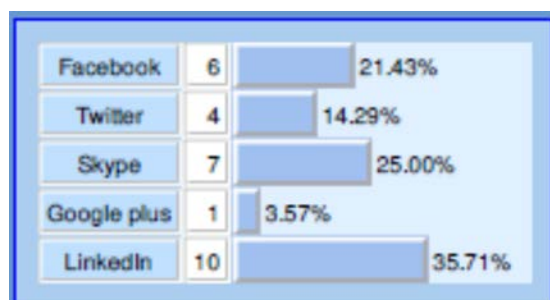 Facebook 6 21.43%
Twitter 4 14.29%
Skype 7 25.00%
Google plus 1 3.57%
LinkedIn 10 35.71%